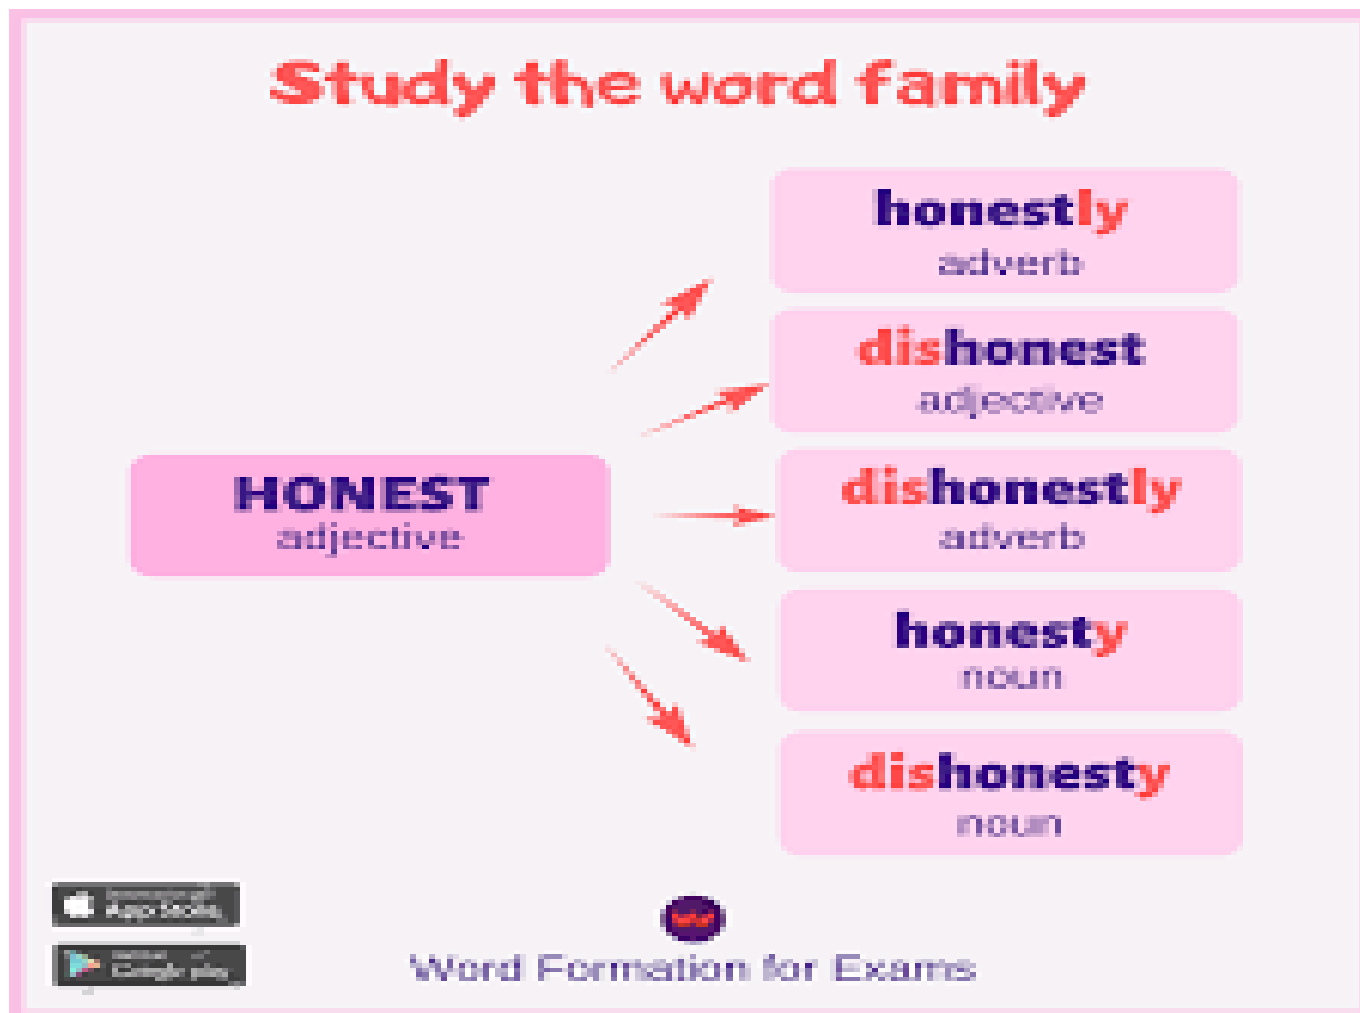 Study the word family
honestly
adverb
dishonest
adjective
HONEST
adjective
dishonestly
adverb
honesty
noun
dishonesty
noun
App Store
Google play
Word Formation for Exams